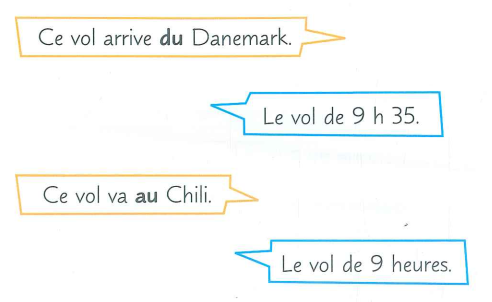 Ce vol arrive du Danemark.
Le vol de 9 h 35.
Ce vol va au Chili.
Le vol de 9 heures.